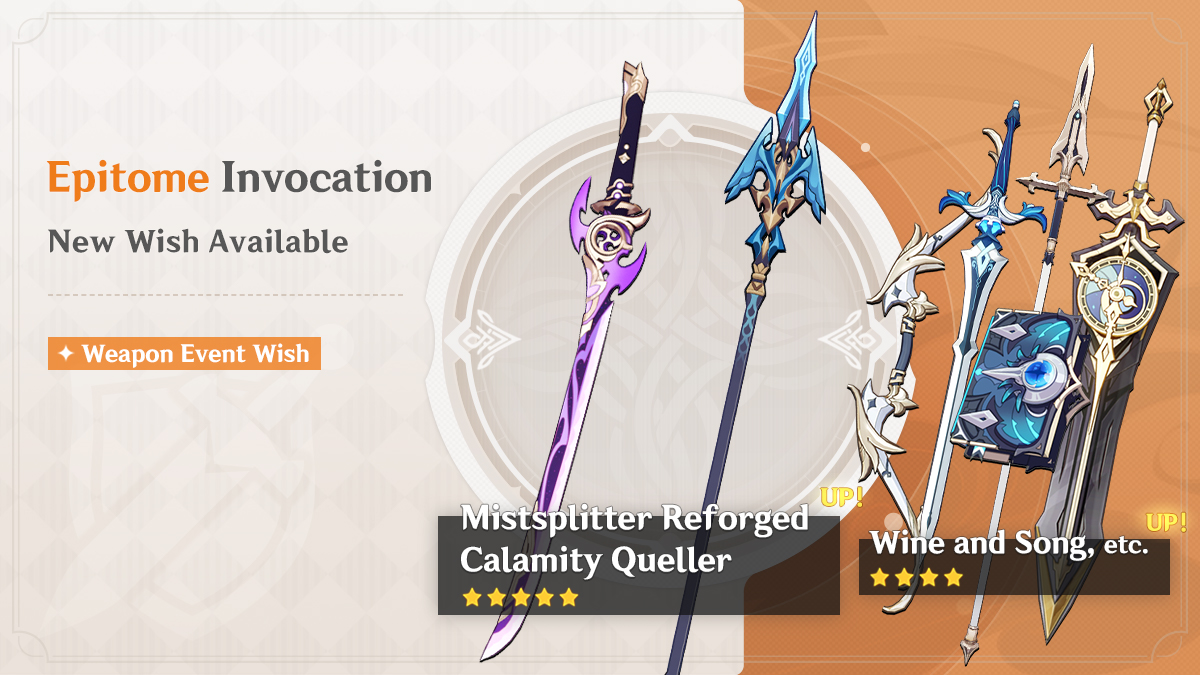 Epitome Invocation
New Wish Available
✦ Weapon Event Wish
Mistsplitter Reforged
Calamity Queller
UP!
Wine and Song, etc.
UP!